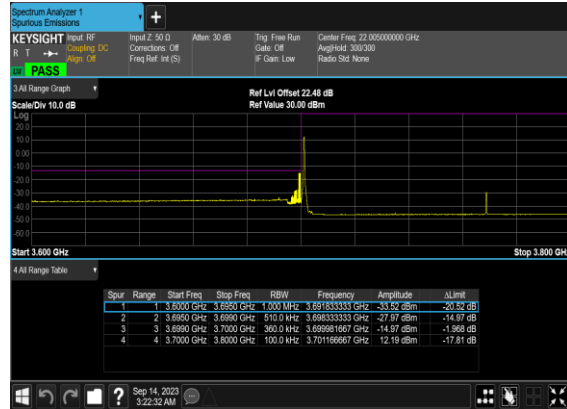 Spectrum Analyzer 1
Spurious Emissions
+
KEYSIGHT Input: RF Input Z: 50 Ω Atten: 30 dB Trig: Free Run Center Freq: 22.005000000 GHz
R T Coupling: DC Corrections: Off Gate: Off Avg|Hold: 300/300
Align: Off Freq Ref: Int (S) IF Gain: Low Radio Std: None
PASS
3 All Range Graph Ref Lvl Offset 22.48 dB
Scale/Div 10.0 dB Ref Value 30.00 dBm
Log
20.0
10.0
0.00
-10.0
-20.0
-30.0
-40.0
-50.0
-60.0
Start 3.600 GHz Stop 3.800 GH
4 All Range Table
Spur Range Start Freq Stop Freq RBW Frequency Amplitude ΔLimit
1 1 3.6000 GHz 3.6950 GHz 1.000 MHz 3.691833333 GHz -33.52 dBm -20.52 dB
2 2 3.6950 GHz 3.6990 GHz 510.0 kHz 3.698333333 GHz -27.97 dBm -14.97 dB
3 3 3.6990 GHz 3.7000 GHz 360.0 kHz 3.699981667 GHz -14.97 dBm -1.968 dB
4 4 3.7000 GHz 3.8000 GHz 100.0 kHz 3.701166667 GHz 12.19 dBm -17.81 dB
? Sep 14, 2023
3:22:32 AM